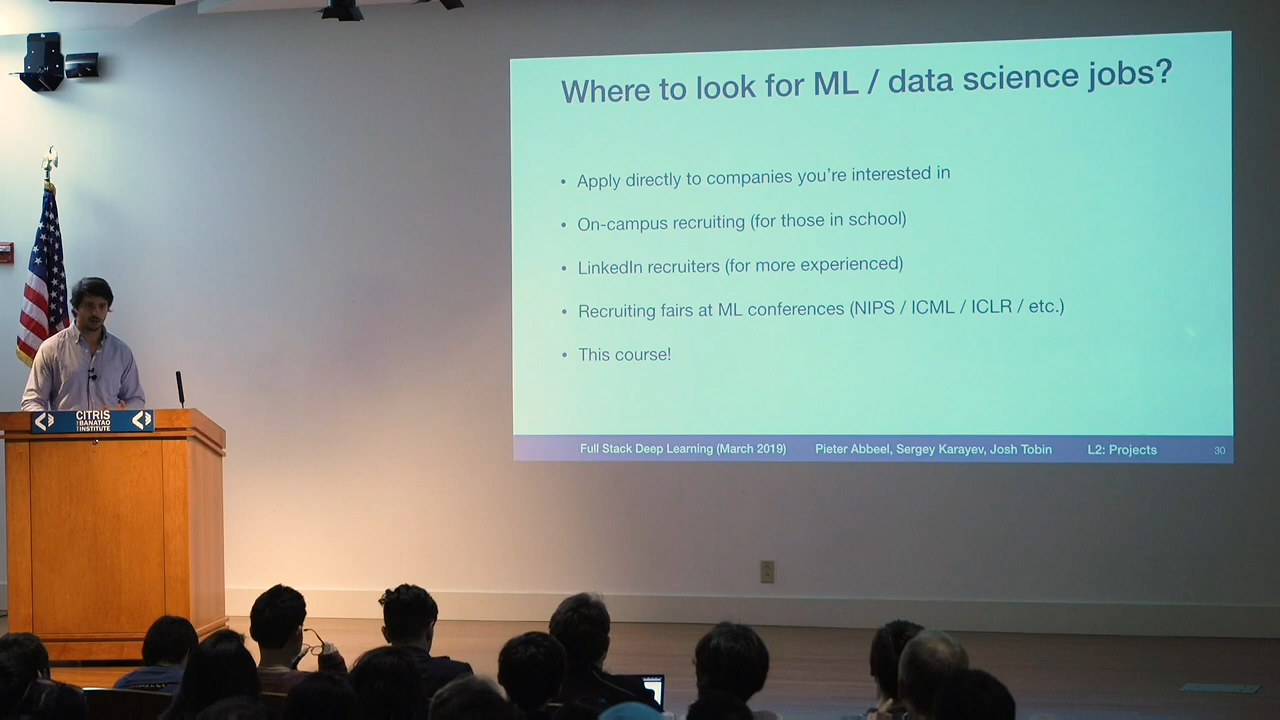 Where to look for ML / data science jobs?
• Apply directly to companies you're interested in
• On-campus recruiting (for those in school)
• LinkedIn recruiters (for more experienced)
• Recruiting fairs at ML conferences (NIPS / ICML / ICLR / etc.)
• This course!
Full Stack Deep Learning (March 2019) Pieter Abbeel, Sergey Karayev, Josh Tobin L2: Projects 30
CITRIS
BANATAO
INSTITUTE